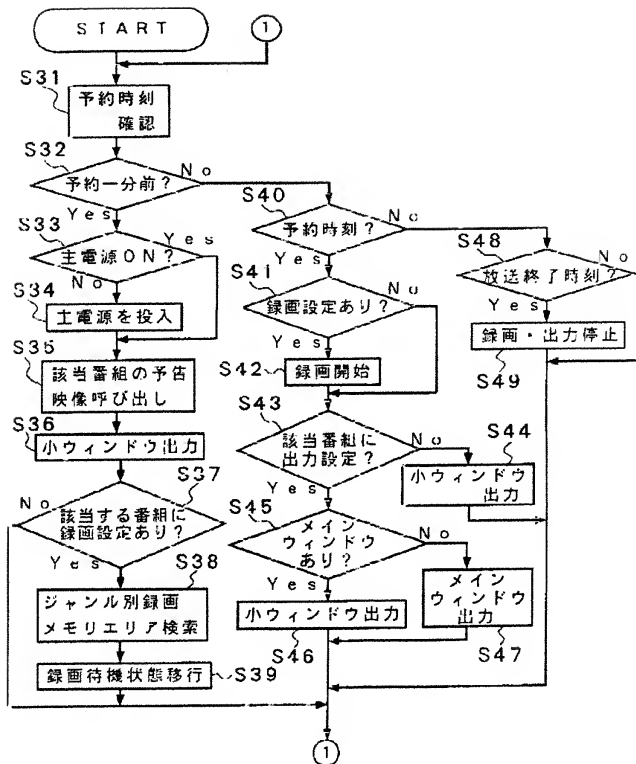 START
①
S31
予約時刻
確認
S32
予約一分前?
No
Yes
S33
主電源ON?
Yes
No
S34
主電源を投入
S35
該当番組の予告
映像呼び出し
S36
小ウィンドウ出力
S37
No
該当する番組に
録画設定あり?
Yes
S38
ジャンル別録画
メモリエリア検索
録画待機状態移行
S39
S40
予約時刻?
No
Yes
S41
録画設定あり?
No
Yes
S42
録画開始
S43
該当番組に
出力設定?
No
Yes
S44
小ウィンドウ
出力
S45
メイン
ウィンドウ
あり?
No
Yes
小ウィンドウ出力
S46
メイン
ウィンドウ
出力
S47
S48
放送終了時刻?
No
Yes
録画・出力停止
S49
①